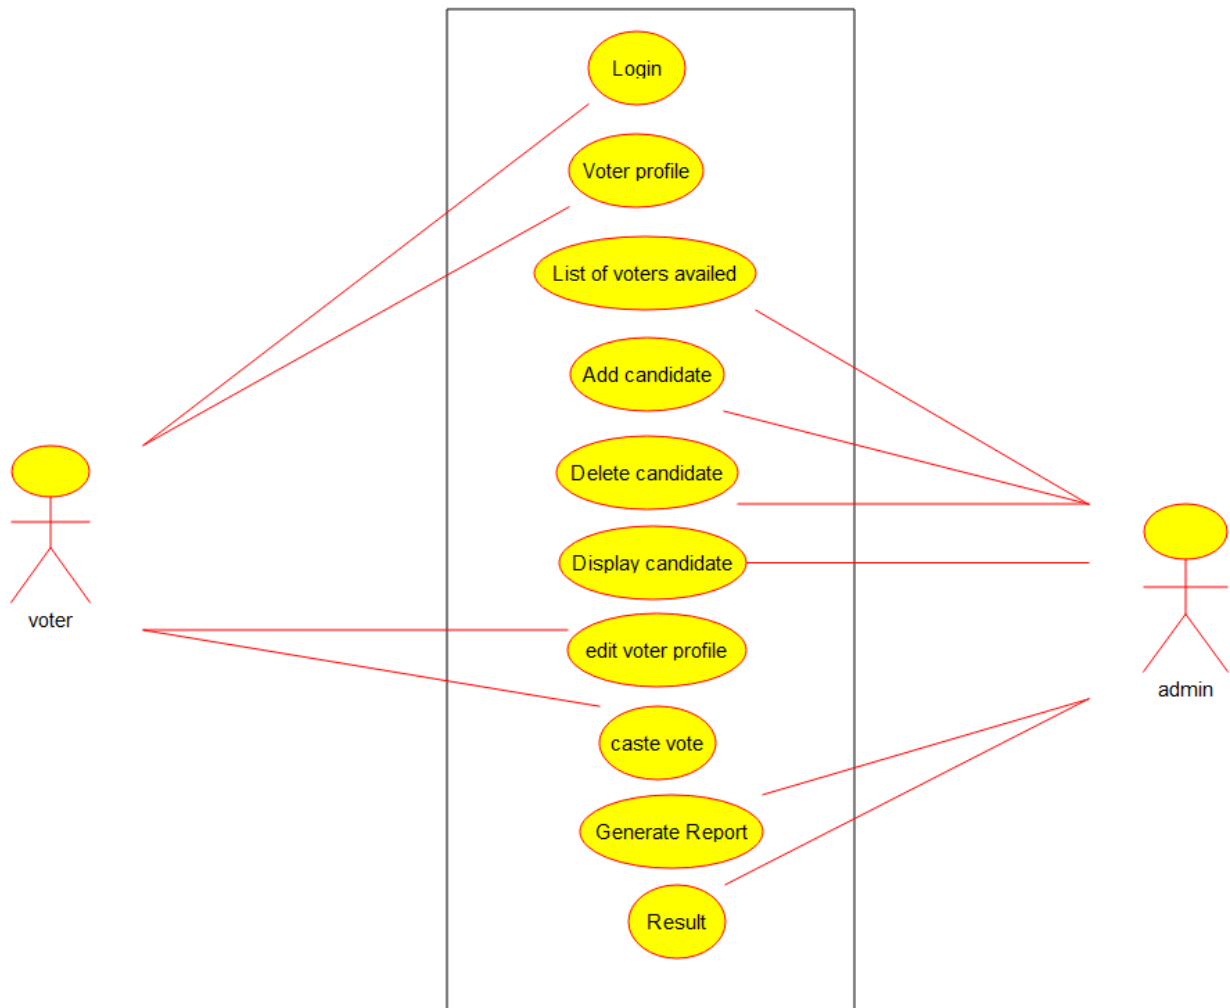 Login
Voter profile
List of voters availed
Add candidate
Delete candidate
Display candidate
voter
edit voter profile
admin
caste vote
Generate Report
Result